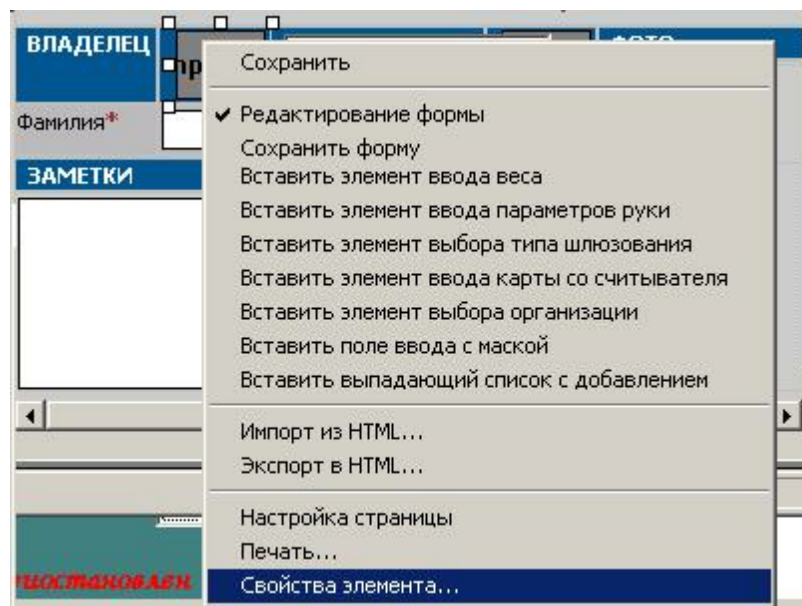 ВЛАДЕЛЕЦ
Сохранить
Фамилия*
✔ Редактирование формы
Сохранить форму
ЗАМЕТКИ
Вставить элемент ввода веса
Вставить элемент ввода параметров руки
Вставить элемент выбора типа шлюзования
Вставить элемент ввода карты со считывателя
Вставить элемент выбора организации
Вставить поле ввода с маской
Вставить выпадающий список с добавлением
Импорт из HTML...
Экспорт в HTML...
Настройка страницы
Печать...
Свойства элемента...